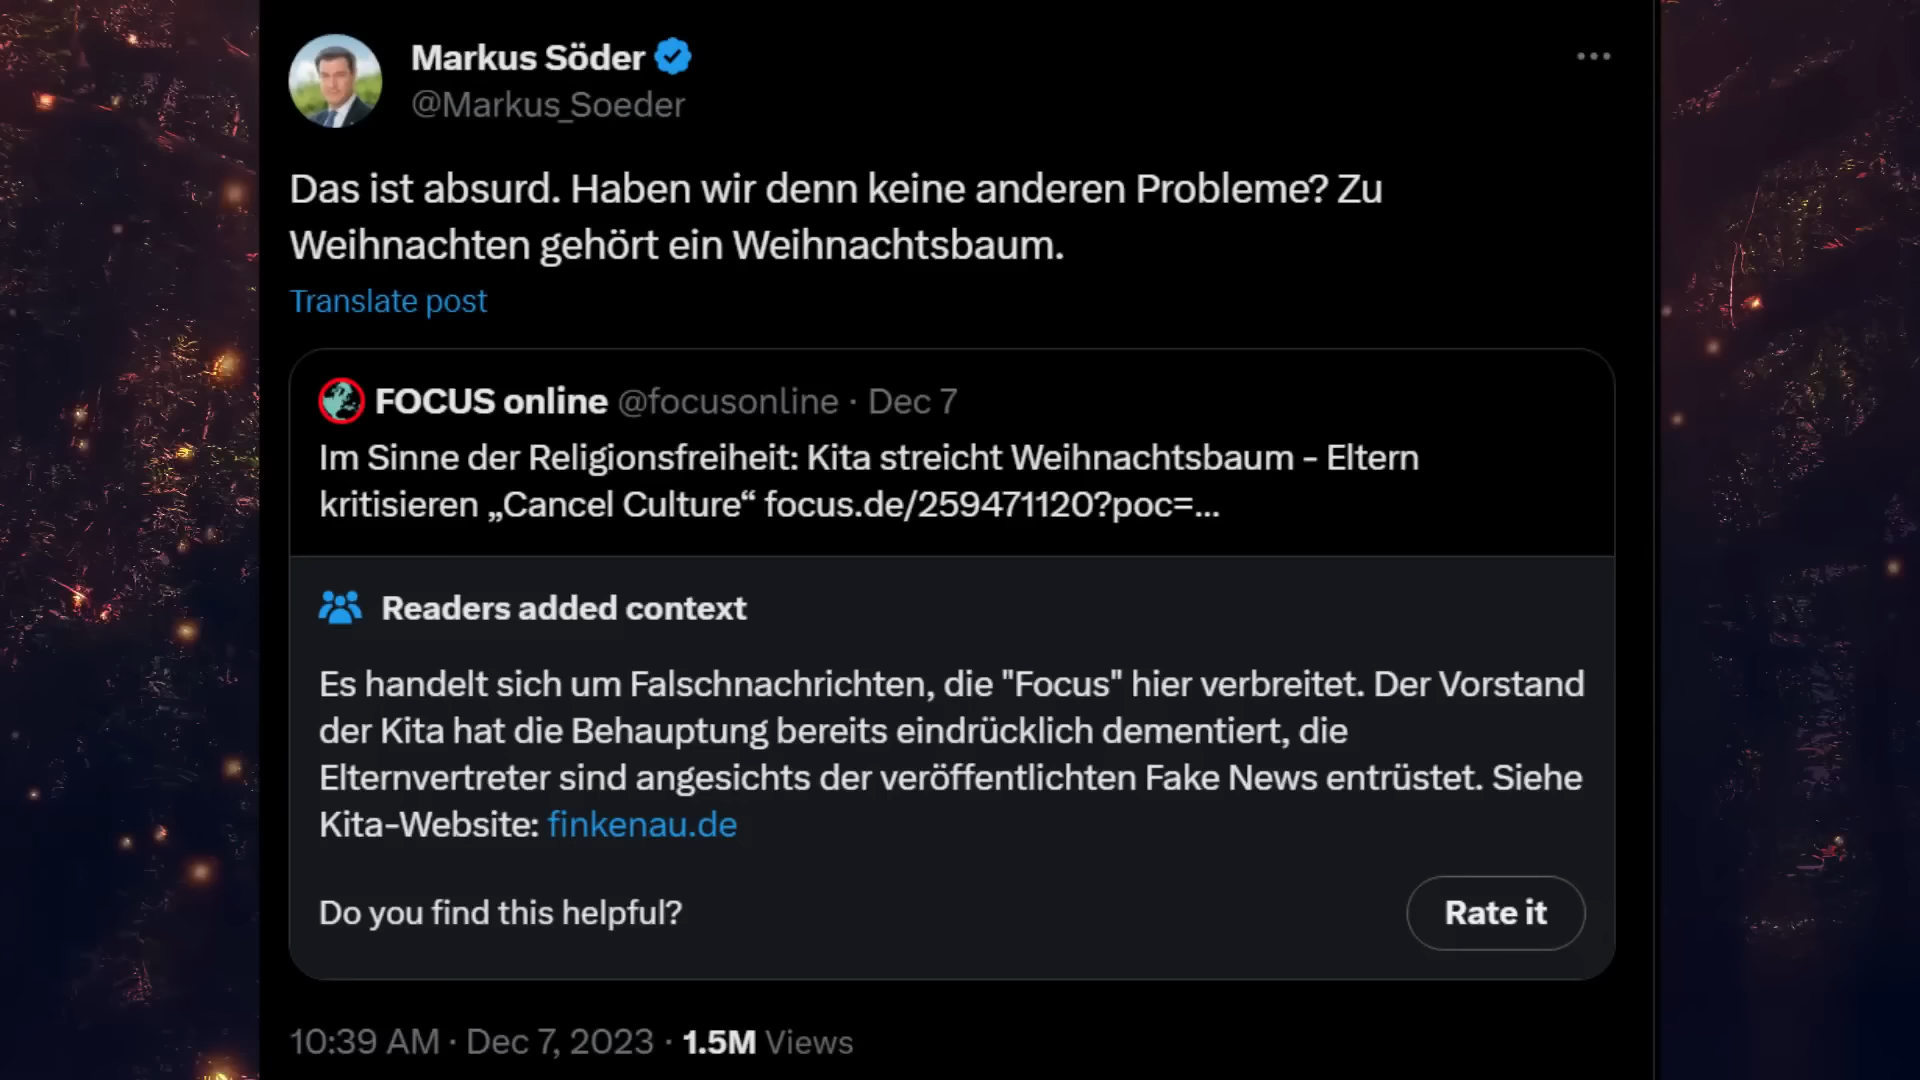 Markus Söder
@Markus_Soeder
Das ist absurd. Haben wir denn keine anderen Probleme? Zu
Weihnachten gehört ein Weihnachtsbaum.
Translate post
FOCUS online @focusonline · Dec 7
Im Sinne der Religionsfreiheit: Kita streicht Weihnachtsbaum - Eltern
kritisieren „Cancel Culture“ focus.de/259471120?poc=...
Readers added context
Es handelt sich um Falschnachrichten, die "Focus" hier verbreitet. Der Vorstand
der Kita hat die Behauptung bereits eindrücklich dementiert, die
Elternvertreter sind angesichts der veröffentlichten Fake News entrüstet. Siehe
Kita-Website: finkenau.de
Do you find this helpful?
Rate it
10:39 AM · Dec 7, 2023 · 1.5M Views